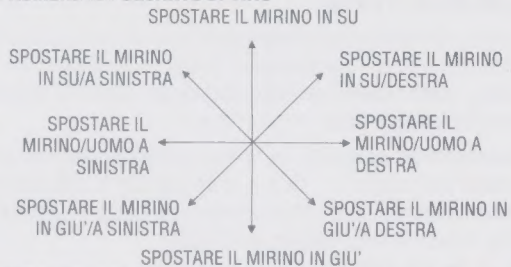 SPOSTARE IL MIRINO IN SU
SPOSTARE IL MIRINO
IN SU/A SINISTRA
SPOSTARE IL MIRINO
IN SU/DESTRA
SPOSTARE IL
MIRINO/UOMO A
SINISTRA
SPOSTARE IL
MIRINO/UOMO A
DESTRA
SPOSTARE IL MIRINO
IN GIU'/A SINISTRA
SPOSTARE IL MIRINO IN
GIU'/A DESTRA
SPOSTARE IL MIRINO IN GIU'